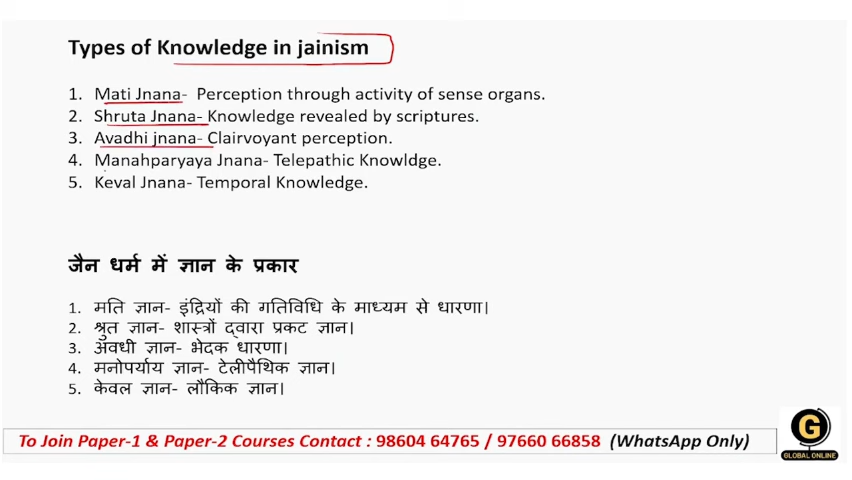 Types of Knowledge in jainism
1. Mati Jnana- Perception through activity of sense organs.
2. Shruta Jnana- Knowledge revealed by scriptures.
3. Avadhi jnana- Clairvoyant perception.
4. Manahparyaya Jnana- Telepathic Knowldge.
5. Keval Jnana- Temporal Knowledge.
जैन धर्म में ज्ञान के प्रकार
1. मति ज्ञान- इंद्रियों की गतिविधि के माध्यम से धारणा।
2. श्रुत ज्ञान- शास्त्रों द्वारा प्रकट ज्ञान।
3. अवधी ज्ञान- भेदक धारणा।
4. मनोपर्याय ज्ञान- टेलीपैथिक ज्ञान।
5. केवल ज्ञान- लौकिक ज्ञान।
To Join Paper-1 & Paper-2 Courses Contact : 98604 64765 / 97660 66858 (WhatsApp Only)
G
GLOBAL ONLINE